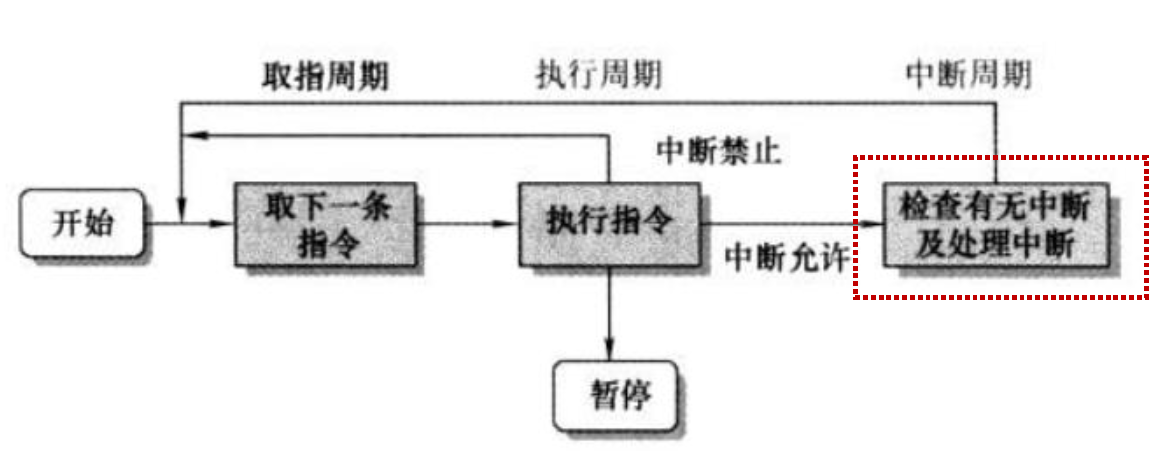 取指周期
执行周期
中断周期
中断禁止
开始
取下一条
指令
执行指令
中断允许
检查有无中断
及处理中断
暂停